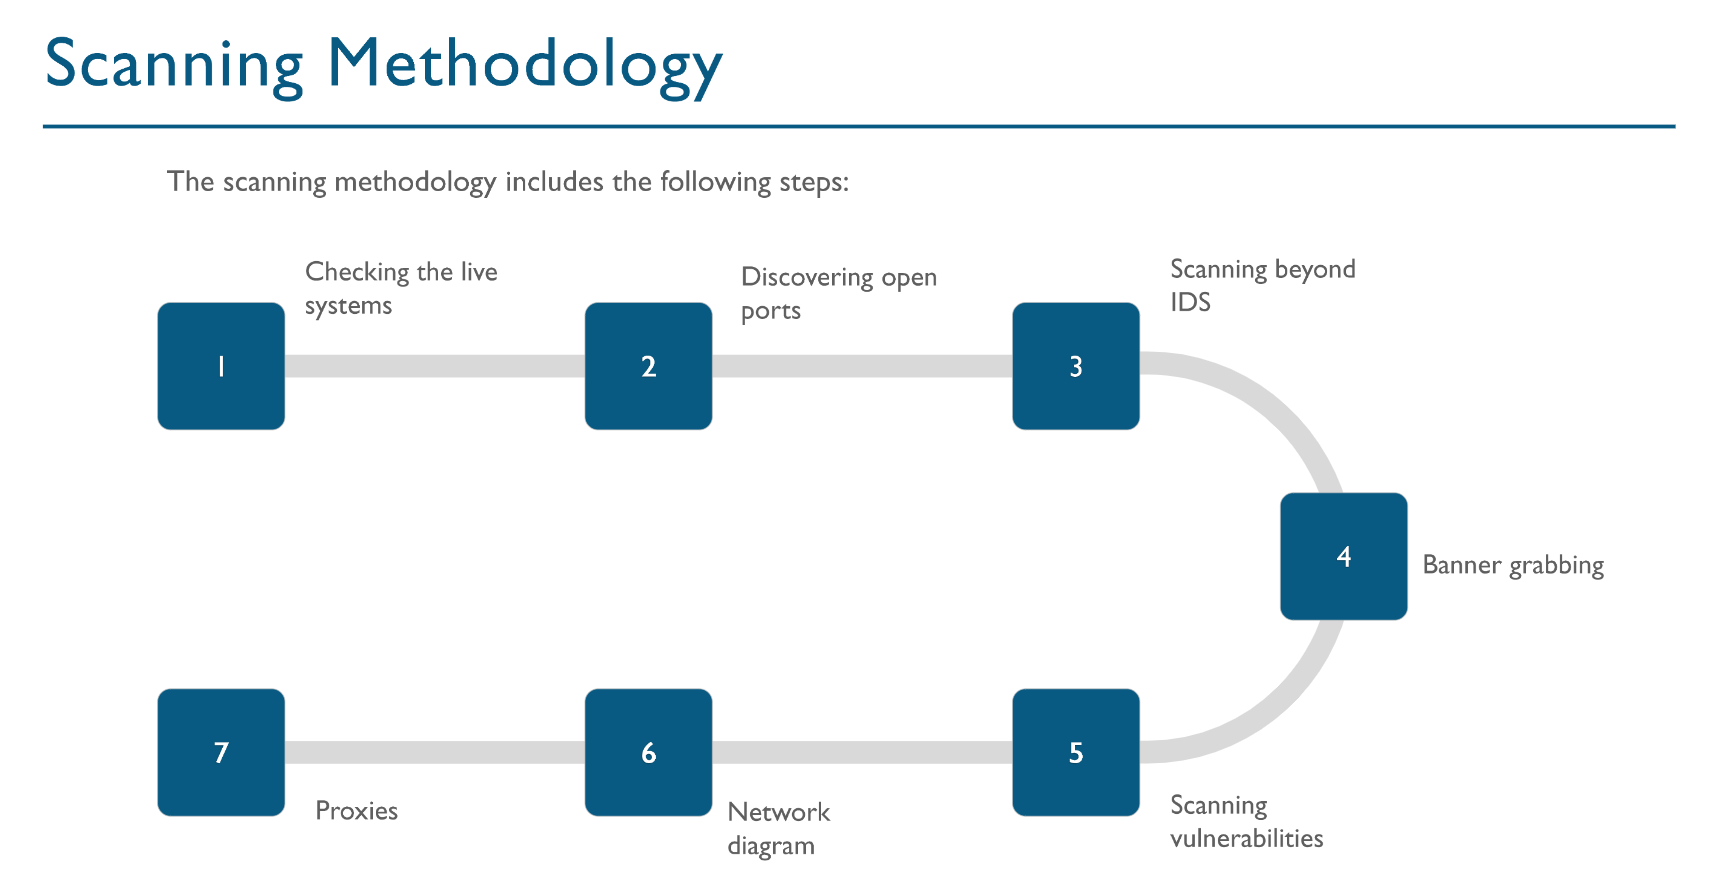 Scanning Methodology
The scanning methodology includes the following steps:
Checking the live
systems
1
Discovering open
ports
2
Scanning beyond
IDS
3
4
Banner grabbing
5
Scanning
vulnerabilities
6
Network
diagram
7
Proxies